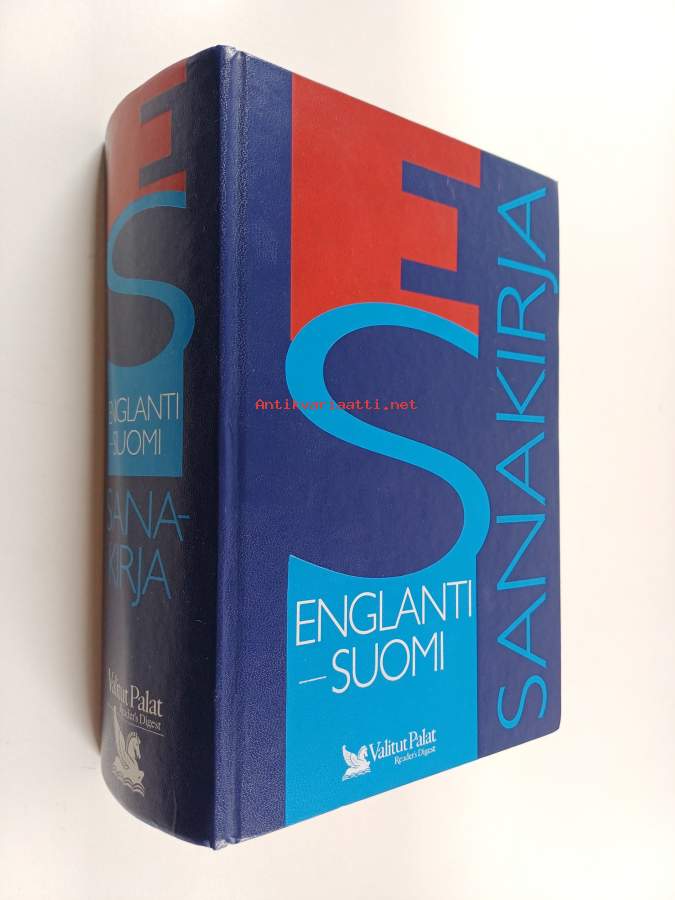 E
S
ENGLANTI
–SUOMI
SANA-
KIRJA
Valitut Palat
Reader's Digest
E
S
ENGLANTI
–SUOMI
Valitut Palat
Reader's Digest
SANAKIRJA
Antikvariaatti.net